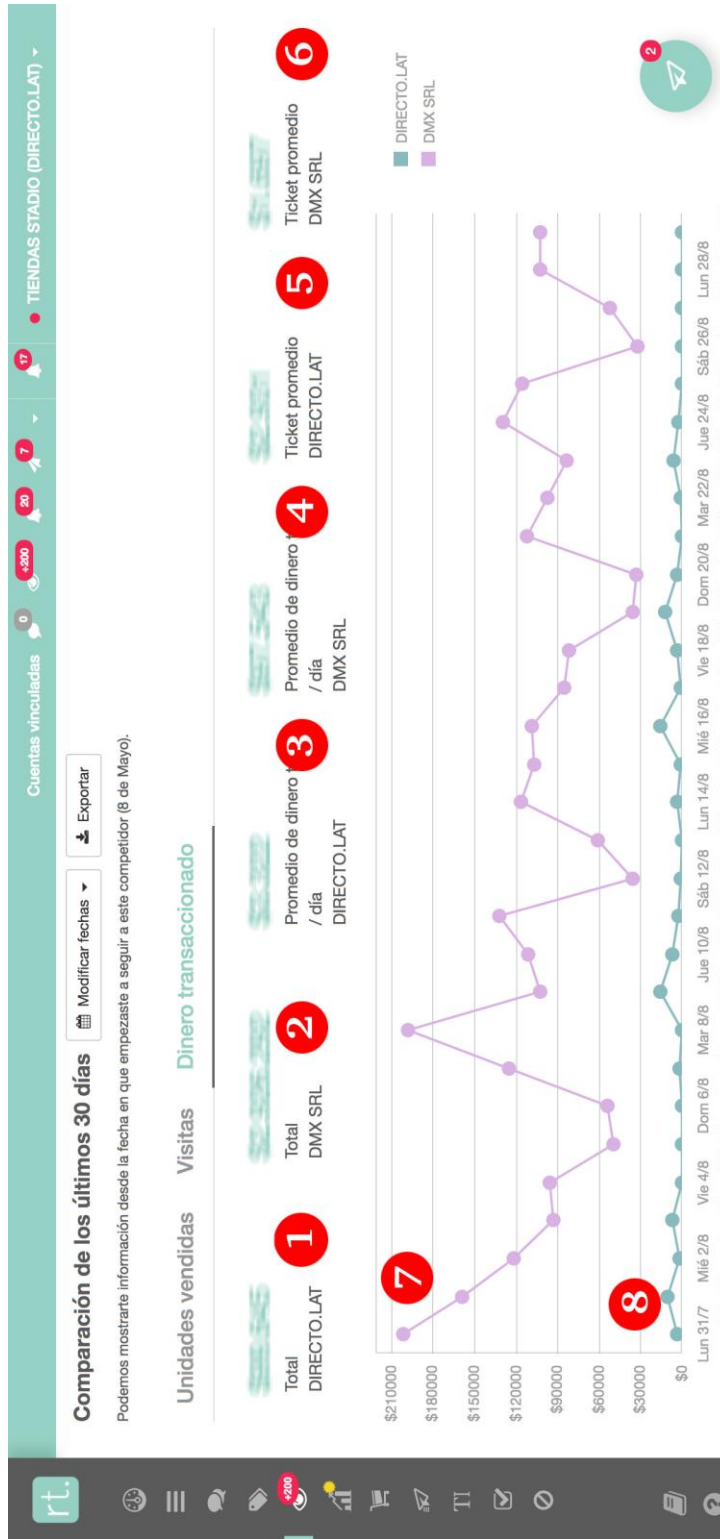 Cuentas vinculadas 0 +200 20 7 17 TIENDAS STADIO (DIRECTO.LAT)
rt.
Comparación de los últimos 30 días Modificar fechas Exportar
Podemos mostrarte información desde la fecha en que empezaste a seguir a este competidor (8 de Mayo).
Unidades vendidas Visitas Dinero transaccionado
+200
TI
1 2 3 4 5 6
Total
DIRECTO.LAT
Total
DMX SRL
Promedio de dinero
/ día
DIRECTO.LAT
Promedio de dinero
/ día
DMX SRL
Ticket promedio
DIRECTO.LAT
Ticket promedio
DMX SRL
DIRECTO.LAT
DMX SRL
7
8
$210000
$180000
$150000
$120000
$90000
$60000
$30000
$0
Lun 31/7 Mié 2/8 Vie 4/8 Dom 6/8 Mar 8/8 Jue 10/8 Sáb 12/8 Lun 14/8 Mié 16/8 Vie 18/8 Dom 20/8 Mar 22/8 Jue 24/8 Sáb 26/8 Lun 28/8
2